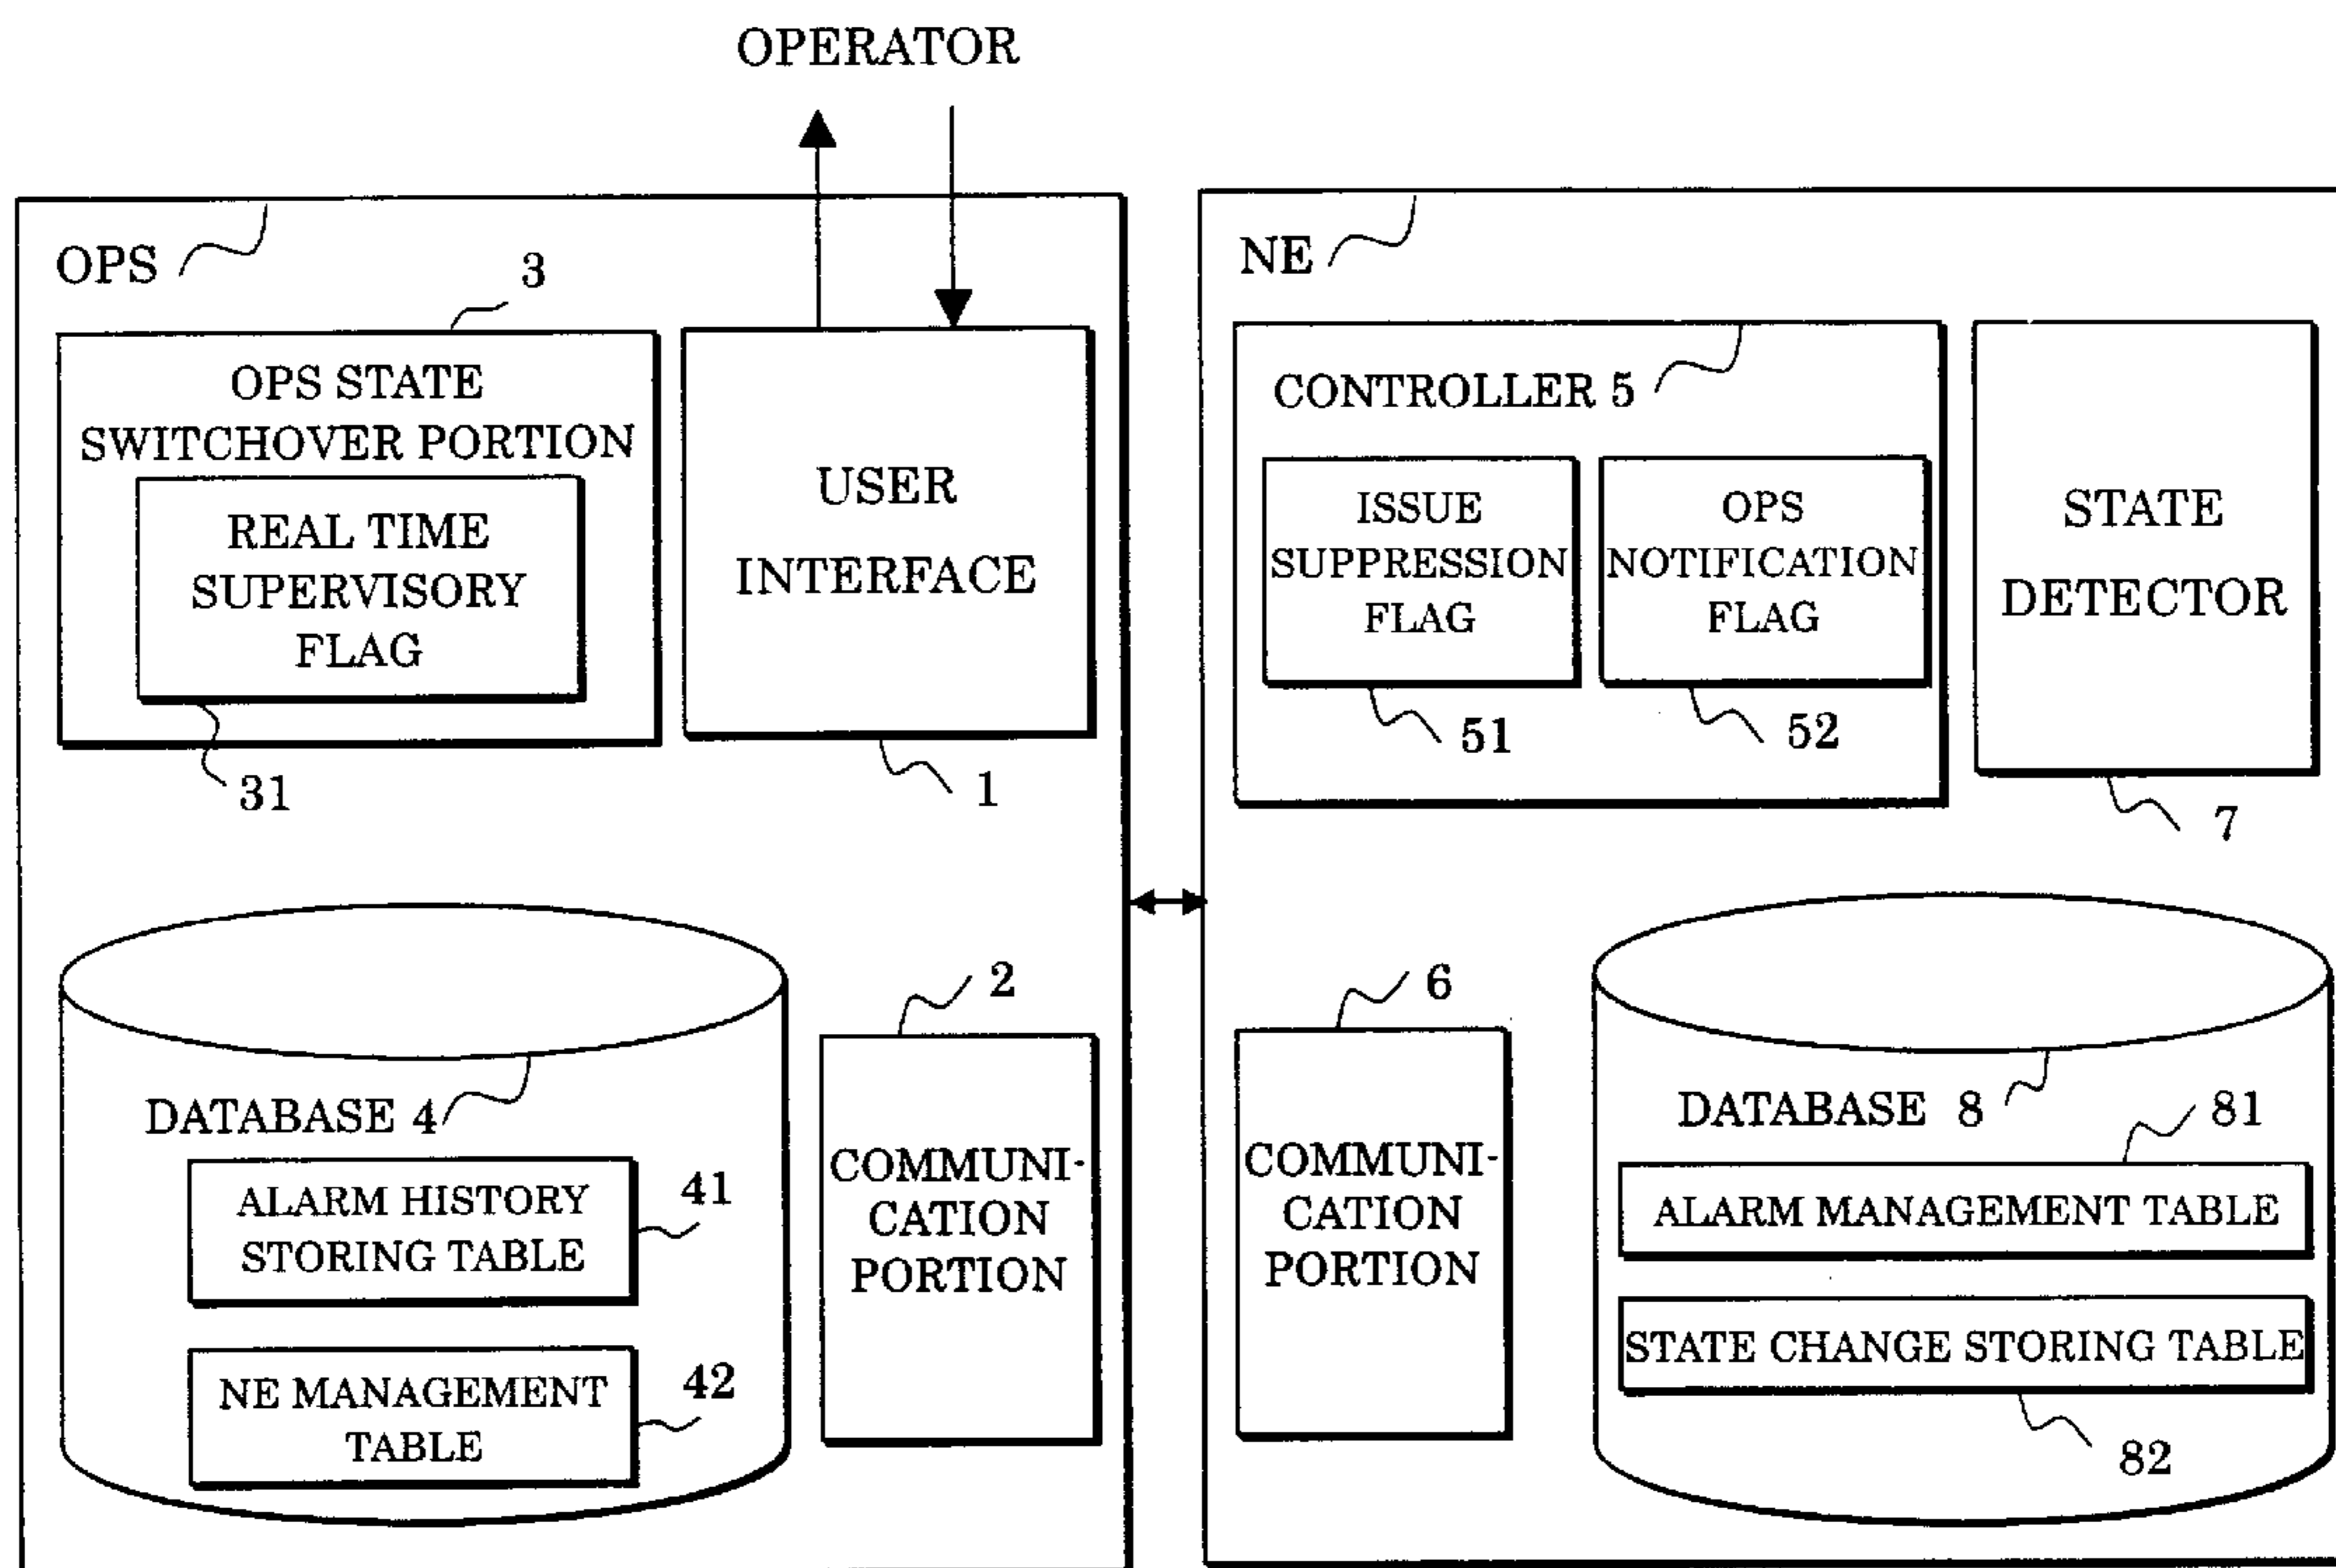 OPERATOR
OPS
3
OPS STATE
SWITCHOVER PORTION
REAL TIME
SUPERVISORY
FLAG
31
USER
INTERFACE
1
DATABASE 4
ALARM HISTORY
STORING TABLE
41
NE MANAGEMENT
TABLE
42
2
COMMUNI-
CATION
PORTION
NE
CONTROLLER 5
ISSUE
SUPPRESSION
FLAG
51
OPS
NOTIFICATION
FLAG
52
STATE
DETECTOR
7
6
COMMUNI-
CATION
PORTION
DATABASE 8
81
ALARM MANAGEMENT TABLE
STATE CHANGE STORING TABLE
82